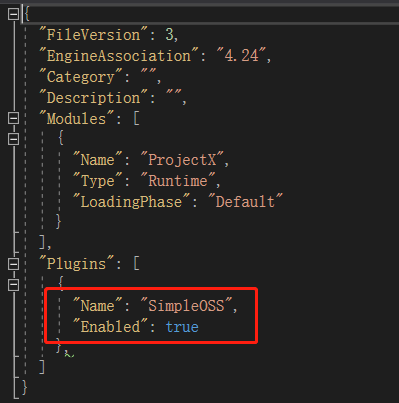 {
"FileVersion": 3,
"EngineAssociation": "4.24",
"Category": "",
"Description": "",
"Modules": [
{
"Name": "ProjectX",
"Type": "Runtime",
"LoadingPhase": "Default"
}
],
"Plugins": [
{
"Name": "SimpleOSS",
"Enabled": true
},
]
}